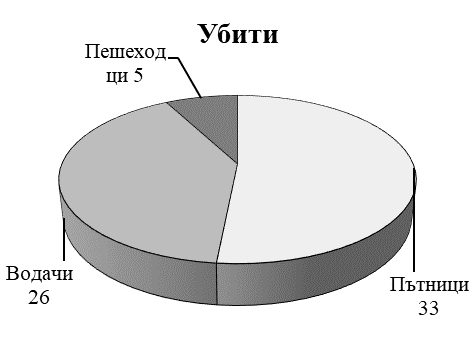 Убити
Пешеход
ци 5
Водачи
26
Пътници
33